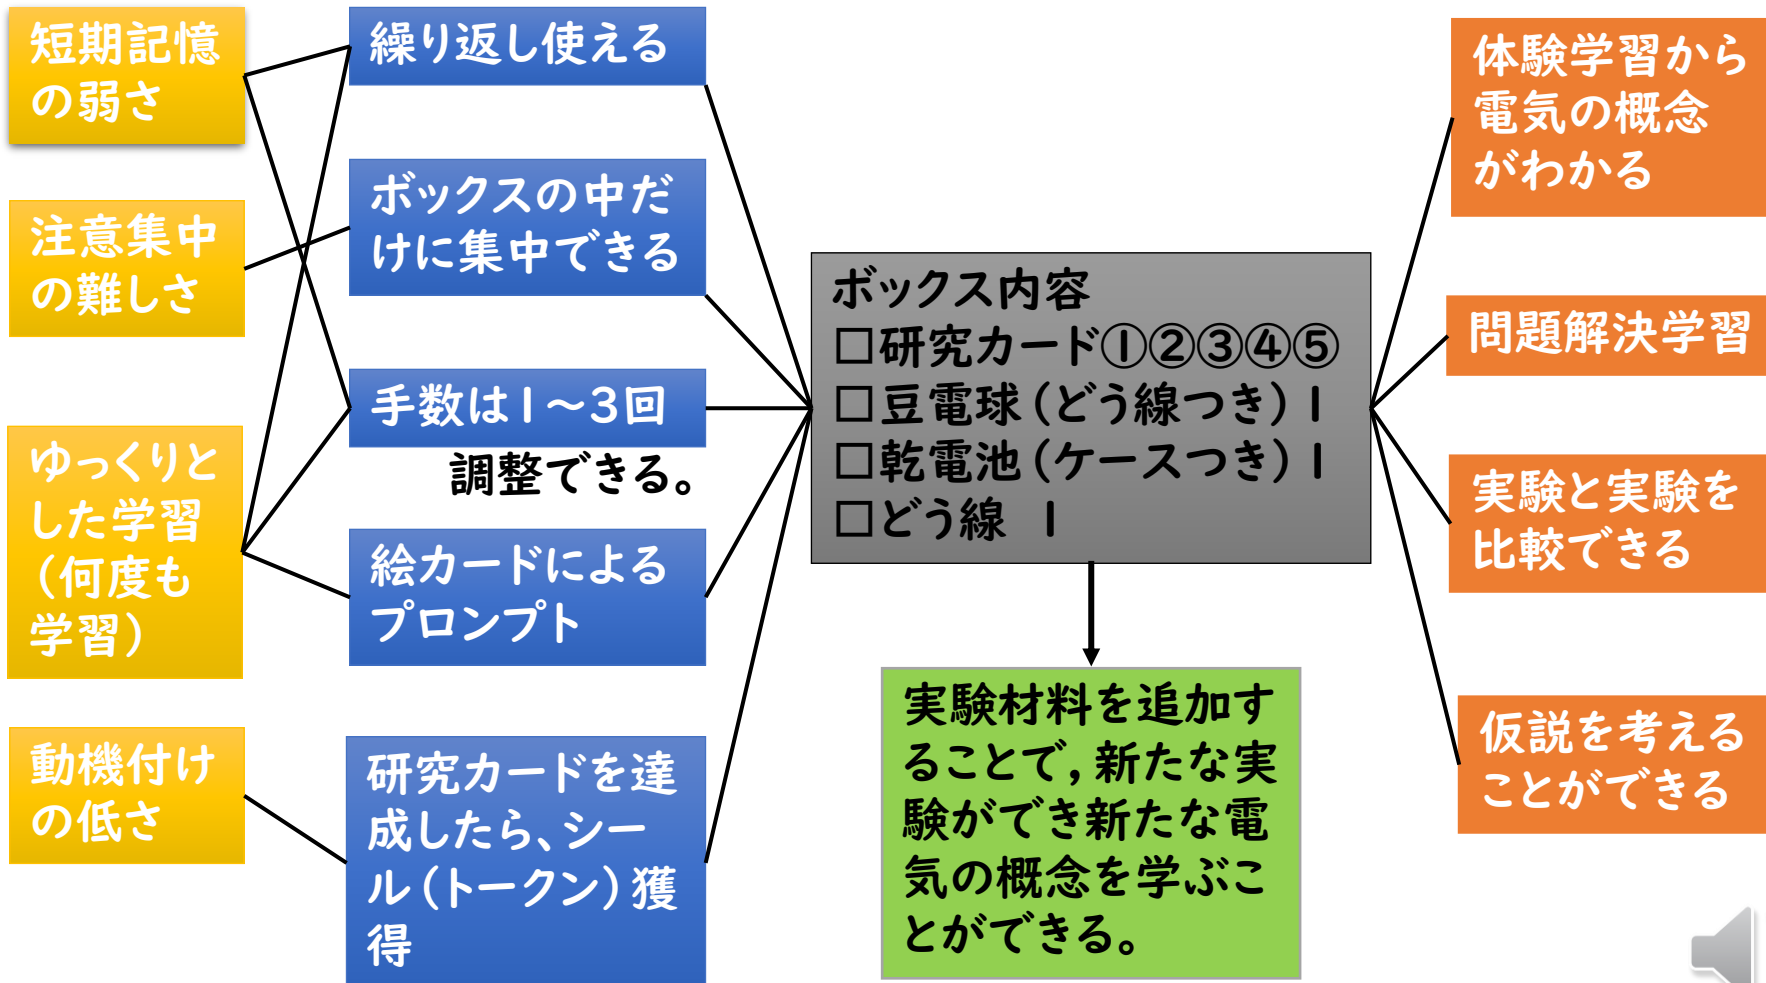 短期記憶
の弱さ
注意集中
の難しさ
ゆっくりと
した学習
(何度も
学習)
動機付け
の低さ
繰り返し使える
ボックスの中だ
けに集中できる
手数は1～3回
調整できる。
絵カードによる
プロンプト
研究カードを達
成したら、シー
ル(トークン)獲
得
ボックス内容
□研究カード①②③④⑤
□豆電球(どう線つき)1
□乾電池(ケースつき)1
□どう線 1
実験材料を追加す
ることで,新たな実
験ができ新たな電
気の概念を学ぶこ
とができる。
体験学習から
電気の概念
がわかる
問題解決学習
実験と実験を
比較できる
仮説を考える
ことができる